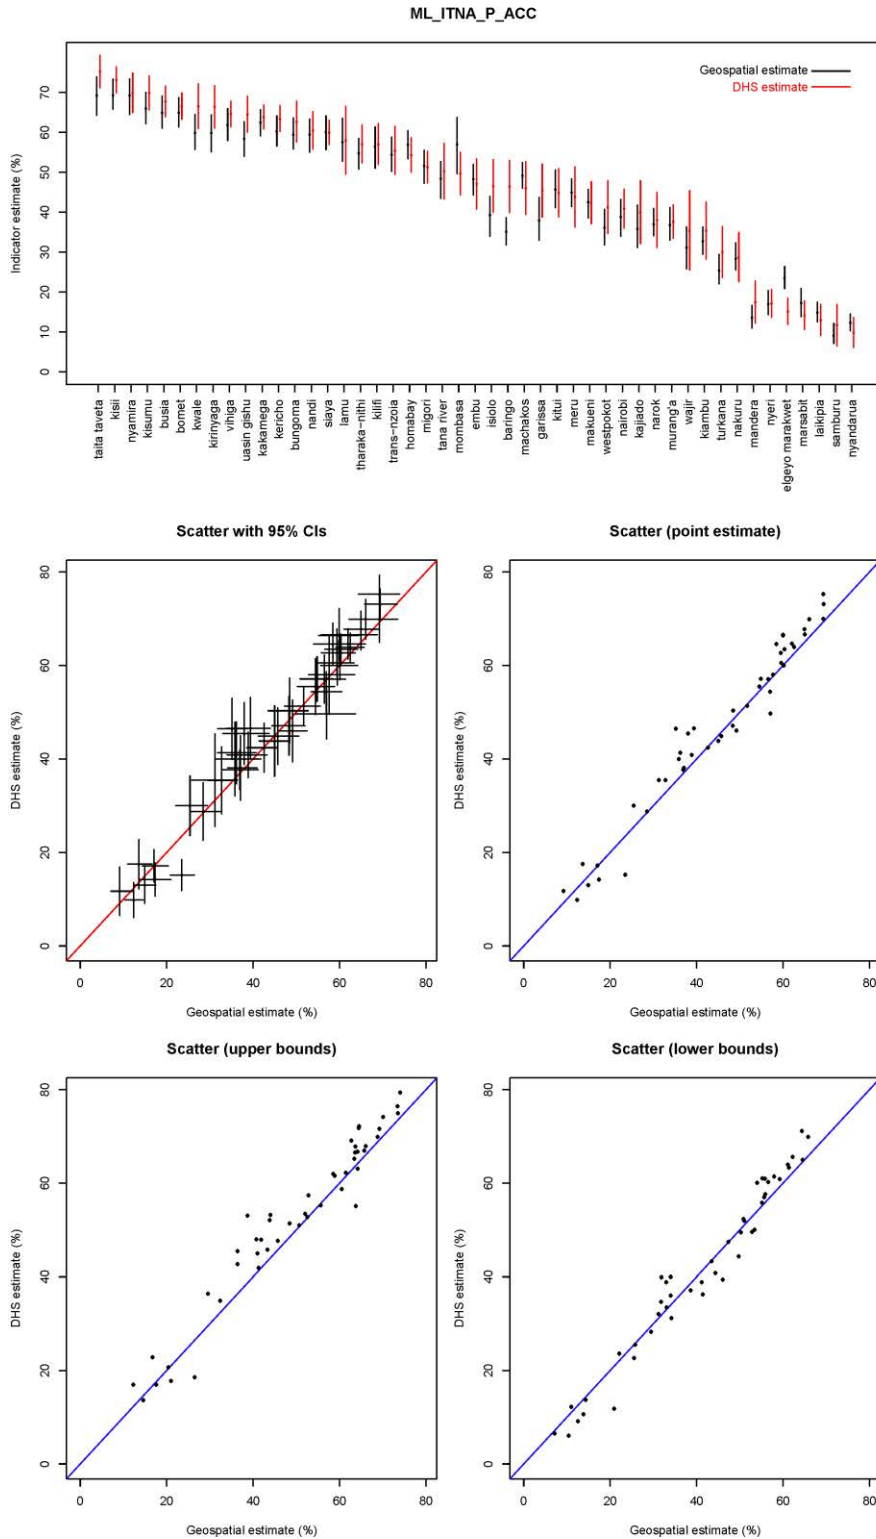 ML_ITNA_P_ACC
Geospatial estimate
DHS estimate
Indicator estimate (%)
70
60
50
40
30
20
10
0
taita taveta
kisii
nyamira
kisumu
busia
bomet
kwale
kirinyaga
vihiga
uasin gishu
kakamega
kericho
bungoma
nandi
siaya
lamu
tharaka−nithi
kilifi
trans−nzoia
homabay
migori
tana river
mombasa
embu
isiolo
baringo
machakos
garissa
kitui
meru
makueni
westpokot
nairobi
kajiado
narok
murang'a
wajir
kiambu
turkana
nakuru
mandera
nyeri
elgeyo marakwet
marsabit
laikipia
samburu
nyandarua
Scatter with 95% CIs
DHS estimate (%)
80
60
40
20
0
0 20 40 60 80
Geospatial estimate (%)
Scatter (point estimate)
DHS estimate (%)
80
60
40
20
0
0 20 40 60 80
Geospatial estimate (%)
Scatter (upper bounds)
DHS estimate (%)
80
60
40
20
0
0 20 40 60 80
Geospatial estimate (%)
Scatter (lower bounds)
DHS estimate (%)
80
60
40
20
0
0 20 40 60 80
Geospatial estimate (%)